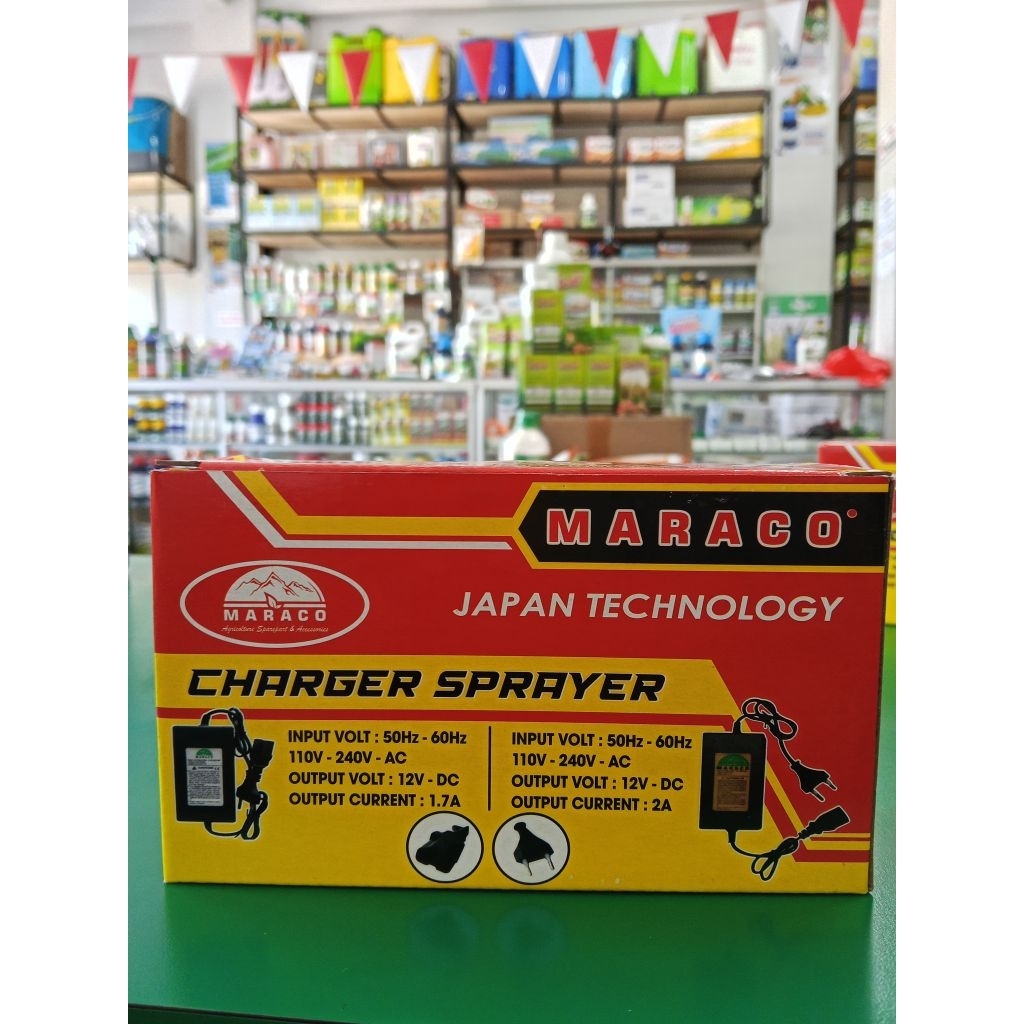 MARACO
MARACO
Agriculture Sparepart & Accessories
JAPAN TECHNOLOGY
CHARGER SPRAYER
INPUT VOLT : 50Hz - 60Hz
110V - 240V - AC
OUTPUT VOLT : 12V - DC
OUTPUT CURRENT : 1.7A
INPUT VOLT : 50Hz - 60Hz
110V - 240V - AC
OUTPUT VOLT : 12V - DC
OUTPUT CURRENT : 2A